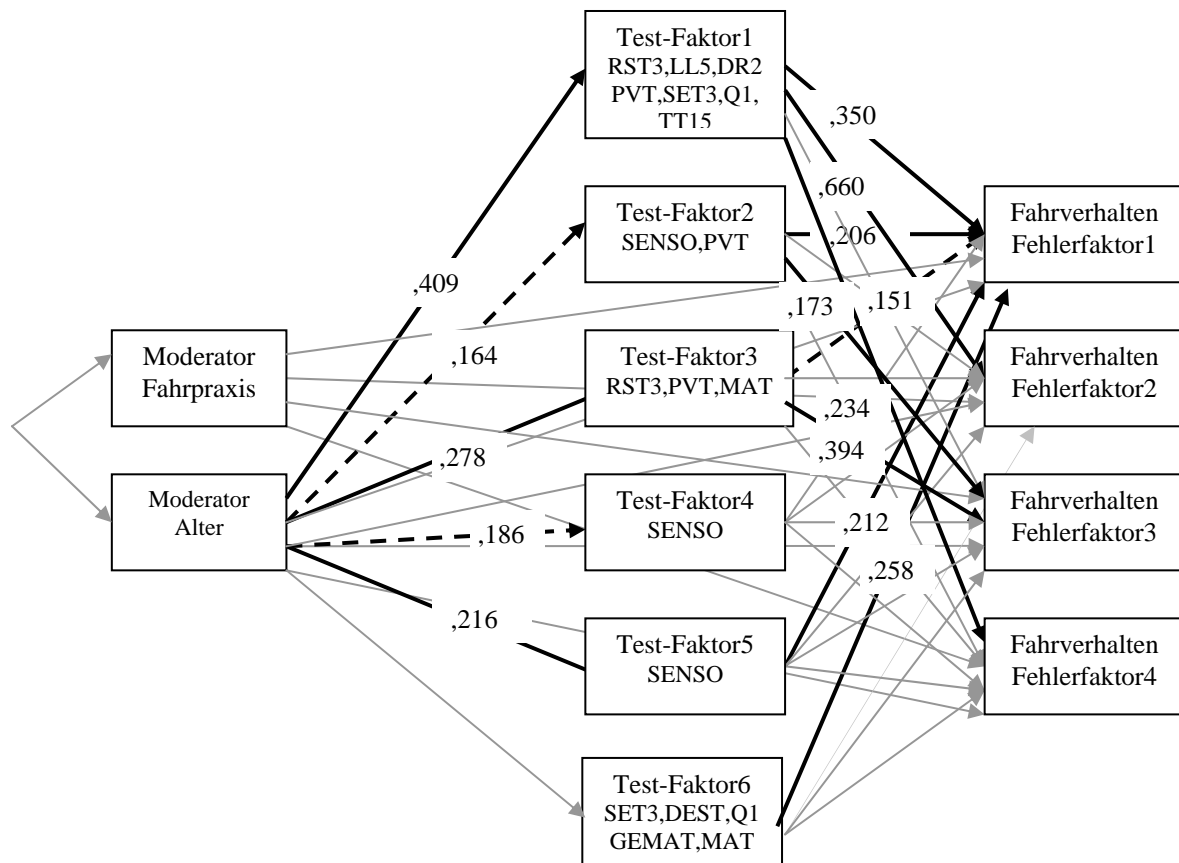 Test-Faktor1
RST3,LL5,DR2
PVT,SET3,Q1,
TT15
,350
,660
Test-Faktor2
SENSO,PVT
,206
Fahrverhalten
Fehlerfaktor1
,409
,173
,151
Moderator
Fahrpraxis
,164
Test-Faktor3
RST3,PVT,MAT
Fahrverhalten
Fehlerfaktor2
,234
,278
,394
Moderator
Alter
Test-Faktor4
SENSO
Fahrverhalten
Fehlerfaktor3
,186
,212
,258
,216
Test-Faktor5
SENSO
Fahrverhalten
Fehlerfaktor4
Test-Faktor6
SET3,DEST,Q1
GEMAT,MAT